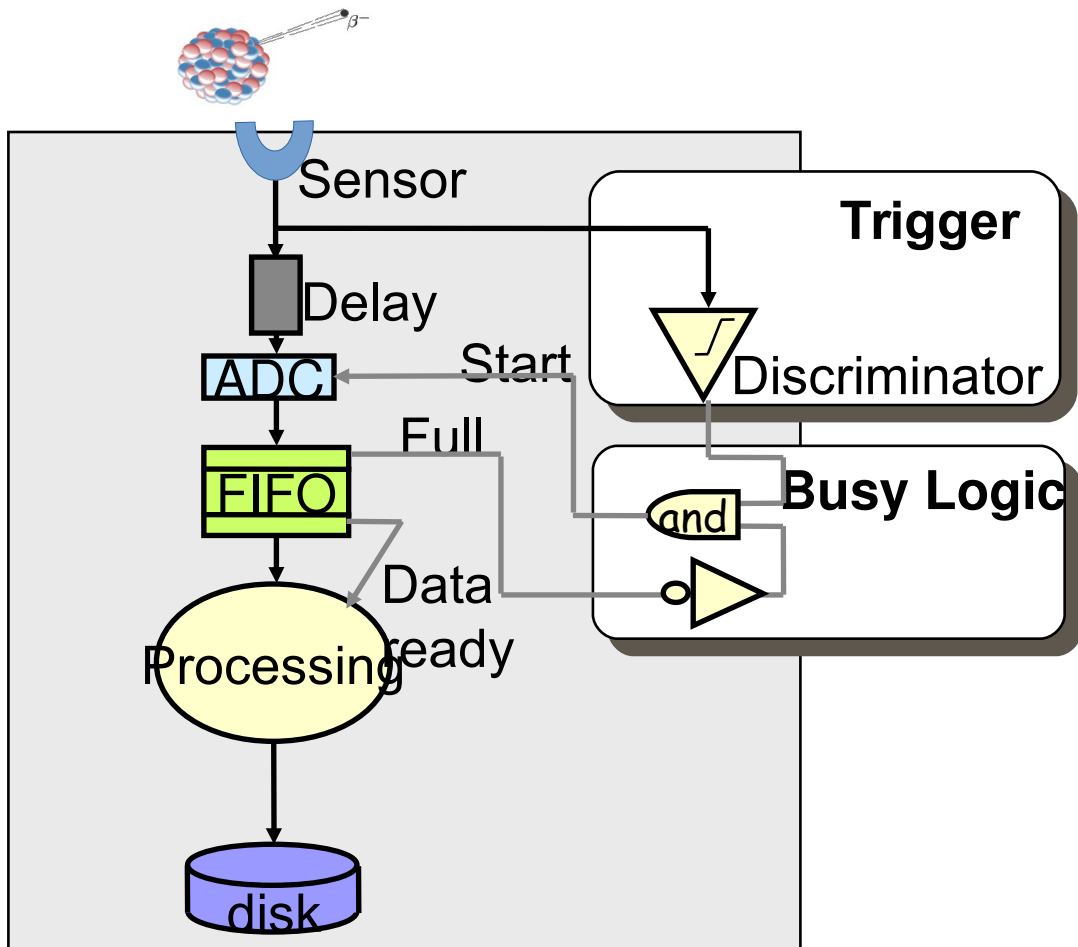 β−
Sensor
Trigger
Delay
Start
ADC
Discriminator
Full
FIFO
Busy Logic
and
Data
ready
Processing
disk